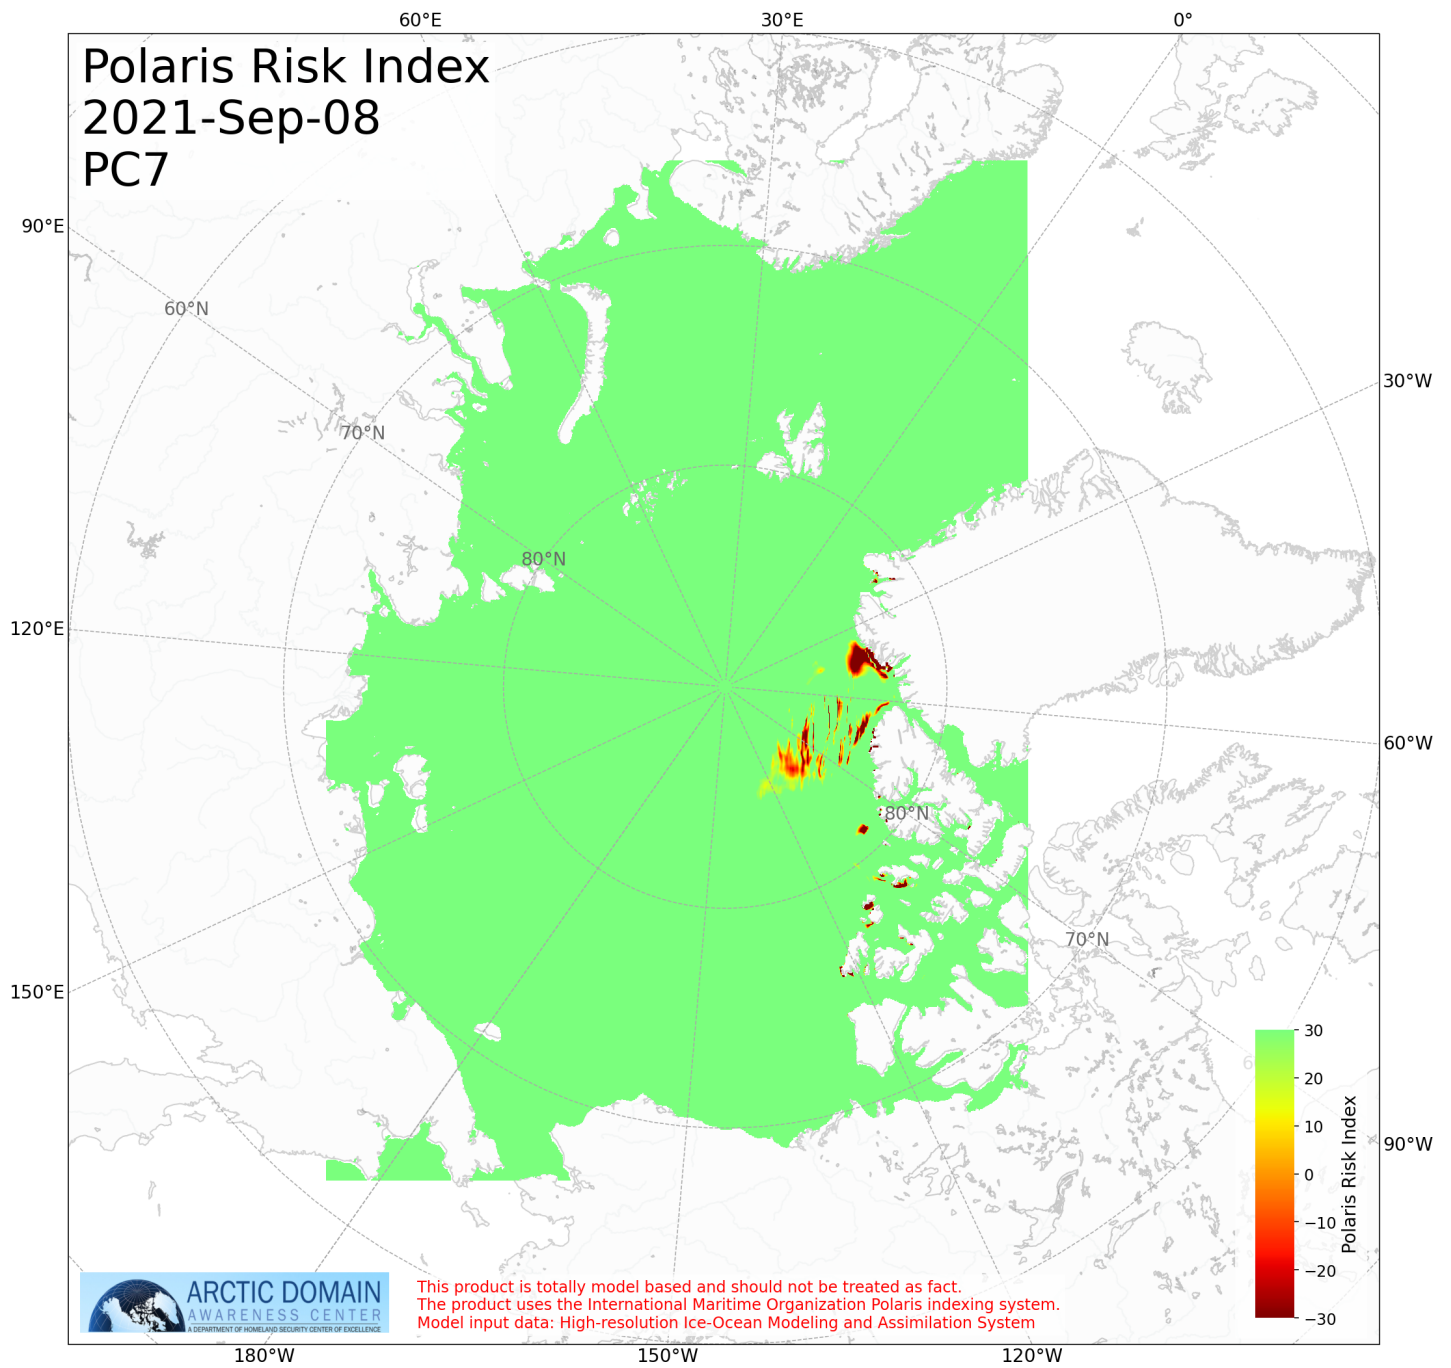 60°E 30°E 0°
Polaris Risk Index
2021-Sep-08
PC7
90°E
60°N
30°W
70°N
80°N
120°E
60°W
80°N
70°N
150°E
30
20
10
0
−10
−20
−30
Polaris Risk Index
90°W
ARCTIC DOMAIN
AWARENESS CENTER
A DEPARTMENT OF HOMELAND SECURITY CENTER OF EXCELLENCE
This product is totally model based and should not be treated as fact.
The product uses the International Maritime Organization Polaris indexing system.
Model input data: High-resolution Ice-Ocean Modeling and Assimilation System
180°W 150°W 120°W